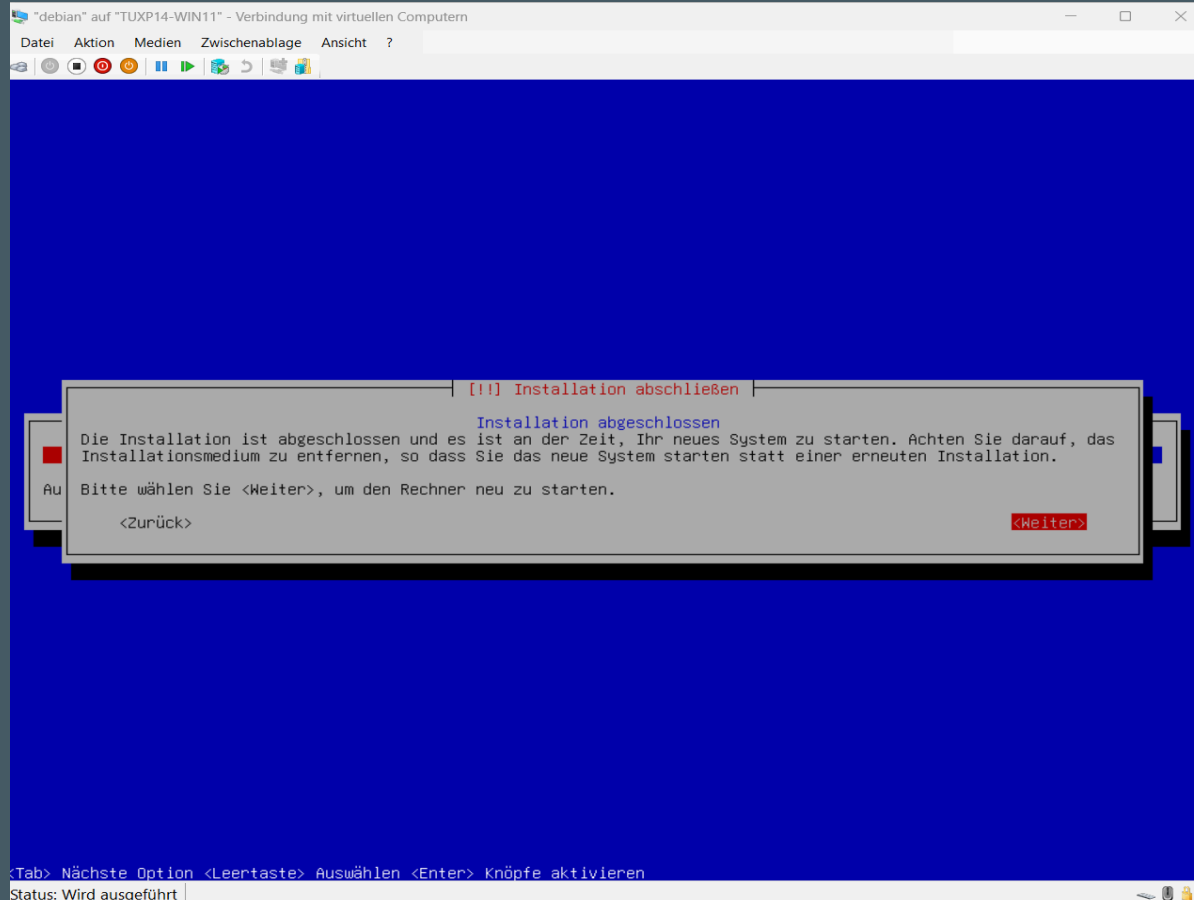 "debian" auf "TUXP14-WIN11" - Verbindung mit virtuellen Computern
Datei Aktion Medien Zwischenablage Ansicht ?
[!!] Installation abschließen
Installation abgeschlossen
Die Installation ist abgeschlossen und es ist an der Zeit, Ihr neues System zu starten. Achten Sie darauf, das
Installationsmedium zu entfernen, so dass Sie das neue System starten statt einer erneuten Installation.
Au
Bitte wählen Sie <Weiter>, um den Rechner neu zu starten.
<Zurück> <Weiter>
<Tab> Nächste Option <Leertaste> Auswählen <Enter> Knöpfe aktivieren
Status: Wird ausgeführt